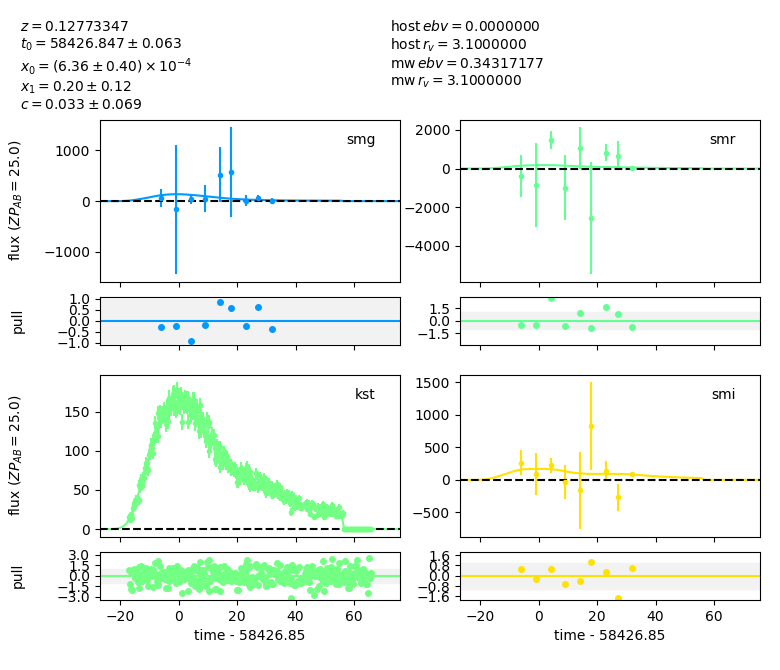 z = 0.12773347
t₀ = 58426.847 ± 0.063
x₀ = (6.36 ± 0.40) × 10⁻⁴
x₁ = 0.20 ± 0.12
c = 0.033 ± 0.069
host ebv = 0.0000000
host r_v = 3.1000000
mw ebv = 0.34317177
mw r_v = 3.1000000
smg
flux (ZP_AB = 25.0)
1000
0
−1000
smr
2000
0
−2000
−4000
pull
1.0
0.5
0.0
−0.5
−1.0
1.5
0.0
−1.5
kst
flux (ZP_AB = 25.0)
150
100
50
0
smi
1500
1000
500
0
−500
pull
3.0
1.5
0.0
−1.5
−3.0
1.6
0.8
0.0
−0.8
−1.6
−20 0 20 40 60
−20 0 20 40 60
time - 58426.85
time - 58426.85